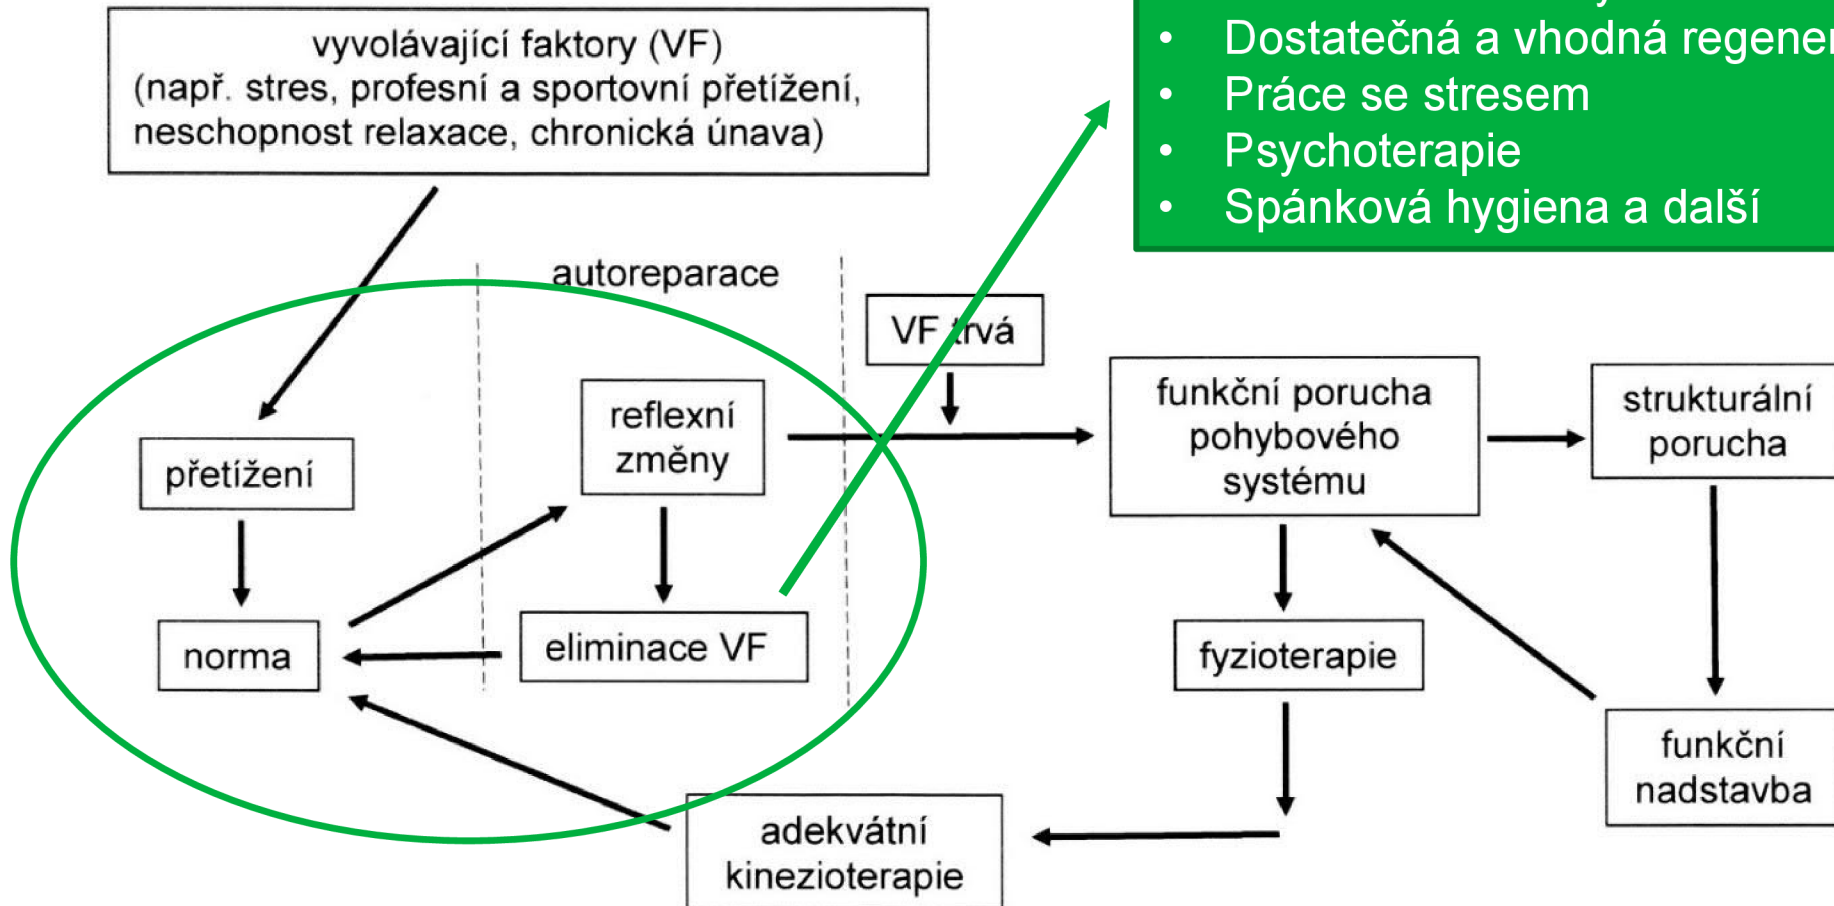 vyvolávající faktory (VF)
(např. stres, profesní a sportovní přetížení,
neschopnost relaxace, chronická únava)
• Dostatečná a vhodná
• Práce se stresem
• Psychoterapie
• Spánková hygiena a další
autoreparace
VF trvá
přetížení
reflexní
změny
funkční porucha
pohybového
systému
strukturální
porucha
norma
eliminace VF
fyzioterapie
funkční
nadstavba
adekvátní
kinezioterapie